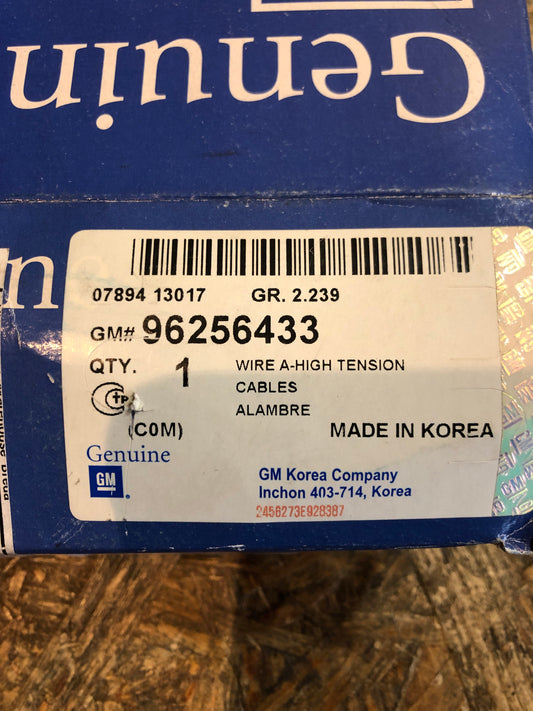 Genuin
07894 13017 GR. 2.239
GM# 96256433
QTY. 1 WIRE A-HIGH TENSION
CABLES
ALAMBRE
(C0M) MADE IN KOREA
Genuine
GM
GM Korea Company
Inchon 403-714, Korea
2456273E928387